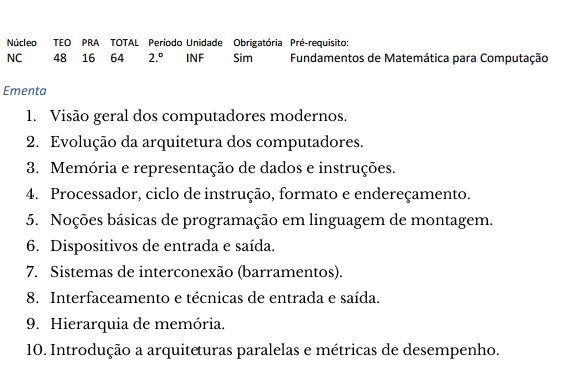 Núcleo TEO PRA TOTAL Período Unidade Obrigatória Pré-requisito:
NC 48 16 64 2.º INF Sim Fundamentos de Matemática para Computação
Ementa
1. Visão geral dos computadores modernos.
2. Evolução da arquitetura dos computadores.
3. Memória e representação de dados e instruções.
4. Processador, ciclo de instrução, formato e endereçamento.
5. Noções básicas de programação em linguagem de montagem.
6. Dispositivos de entrada e saída.
7. Sistemas de interconexão (barramentos).
8. Interfaceamento e técnicas de entrada e saída.
9. Hierarquia de memória.
10. Introdução a arquiteturas paralelas e métricas de desempenho.